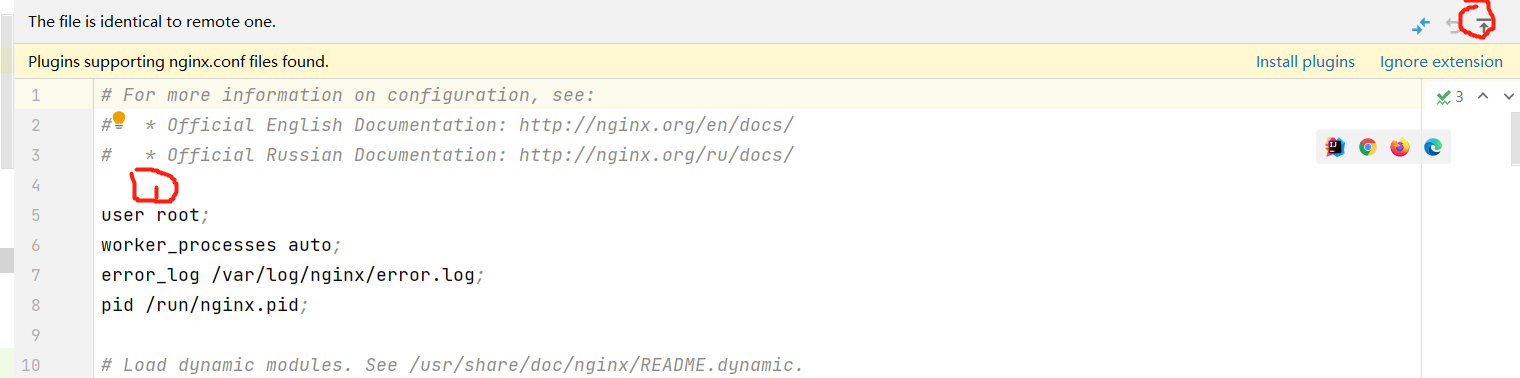 The file is identical to remote one.
Plugins supporting nginx.conf files found. Install plugins Ignore extension
1 # For more information on configuration, see:
2 # * Official English Documentation: http://nginx.org/en/docs/
3 # * Official Russian Documentation: http://nginx.org/ru/docs/
4
5 user root;
6 worker_processes auto;
7 error_log /var/log/nginx/error.log;
8 pid /run/nginx.pid;
9
10 # Load dynamic modules. See /usr/share/doc/nginx/README.dynamic.
3